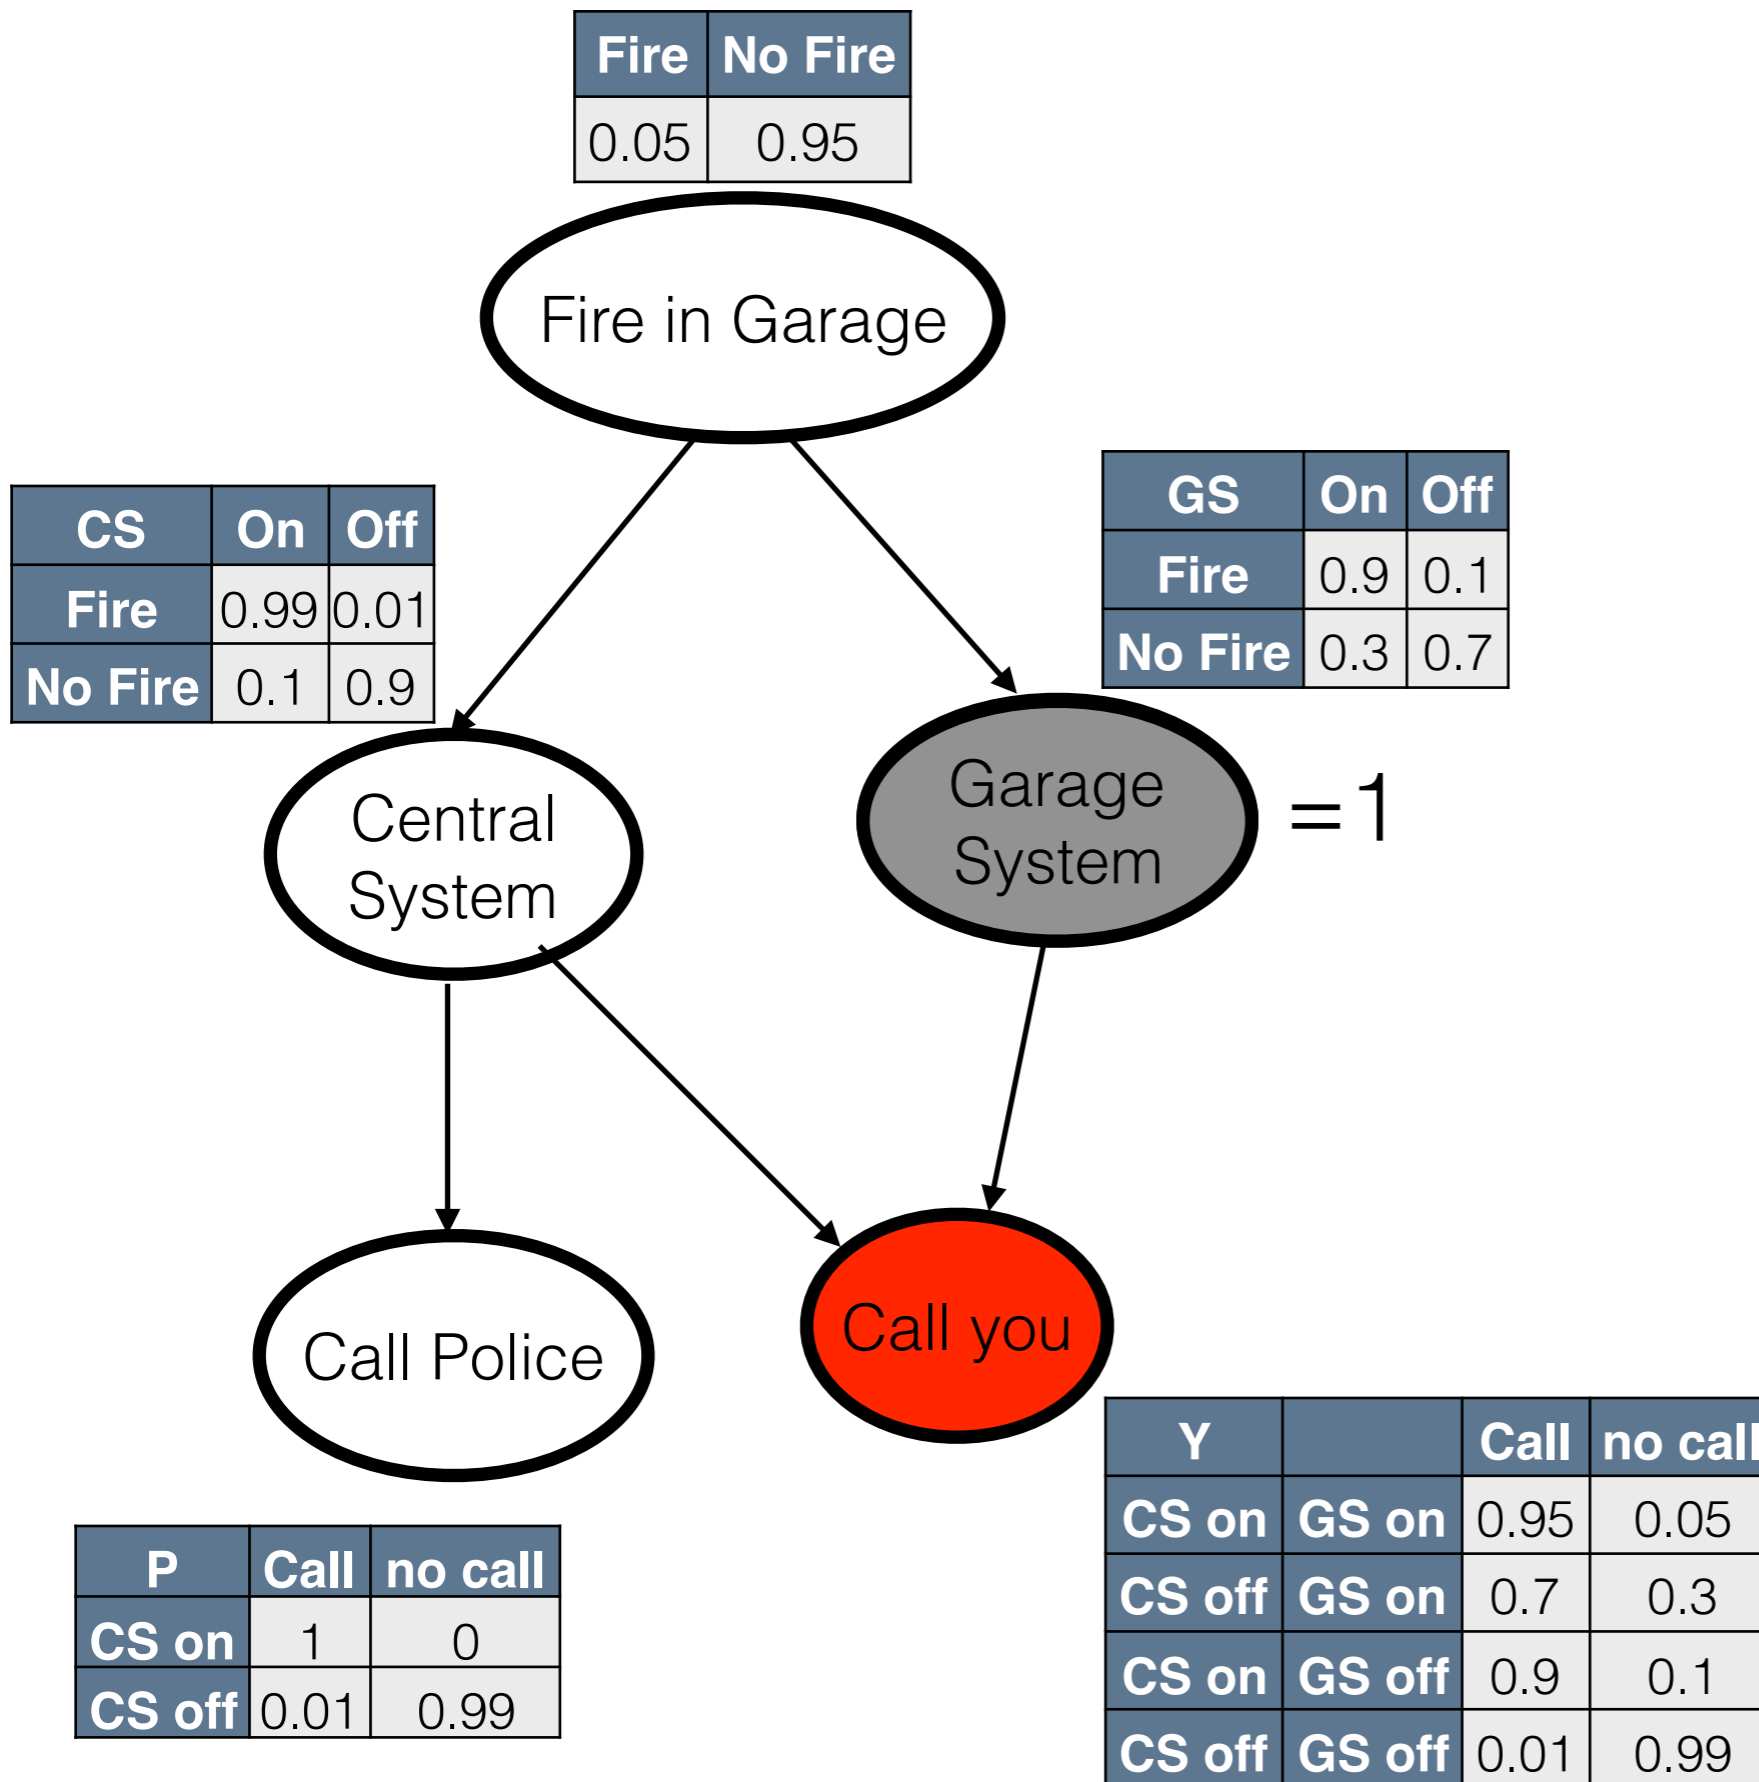 Fire No Fire
0.05 0.95
Fire in Garage
CS On Off
Fire 0.99 0.01
No Fire 0.1 0.9
GS On Off
Fire 0.9 0.1
No Fire 0.3 0.7
Central
System
Garage
System
=1
Call Police
Call you
P Call no call
CS on 1 0
CS off 0.01 0.99
Y Call no call
CS on GS on 0.95 0.05
CS off GS on 0.7 0.3
CS on GS off 0.9 0.1
CS off GS off 0.01 0.99